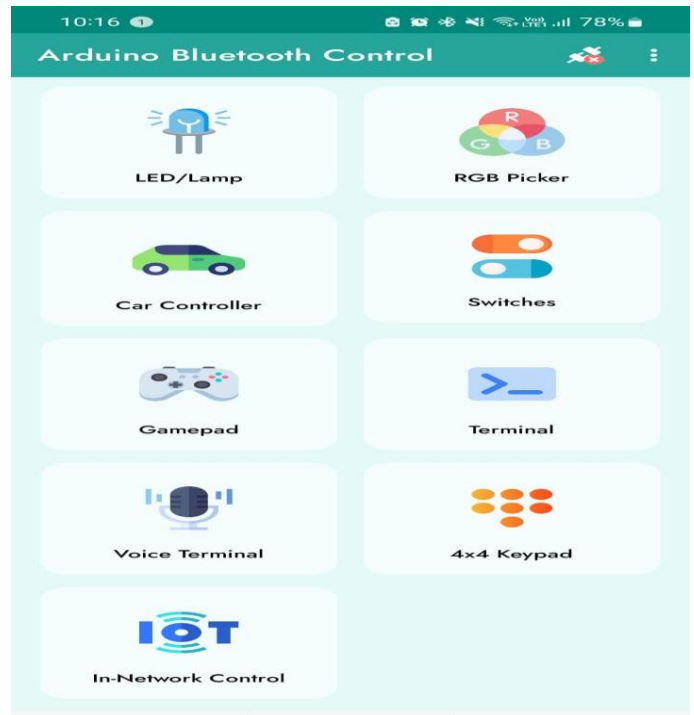 10:16 1 78%
Arduino Bluetooth Control
LED/Lamp
R
G B
RGB Picker
Car Controller
Switches
Gamepad
>_
Terminal
Voice Terminal
4x4 Keypad
IOT
In-Network Control